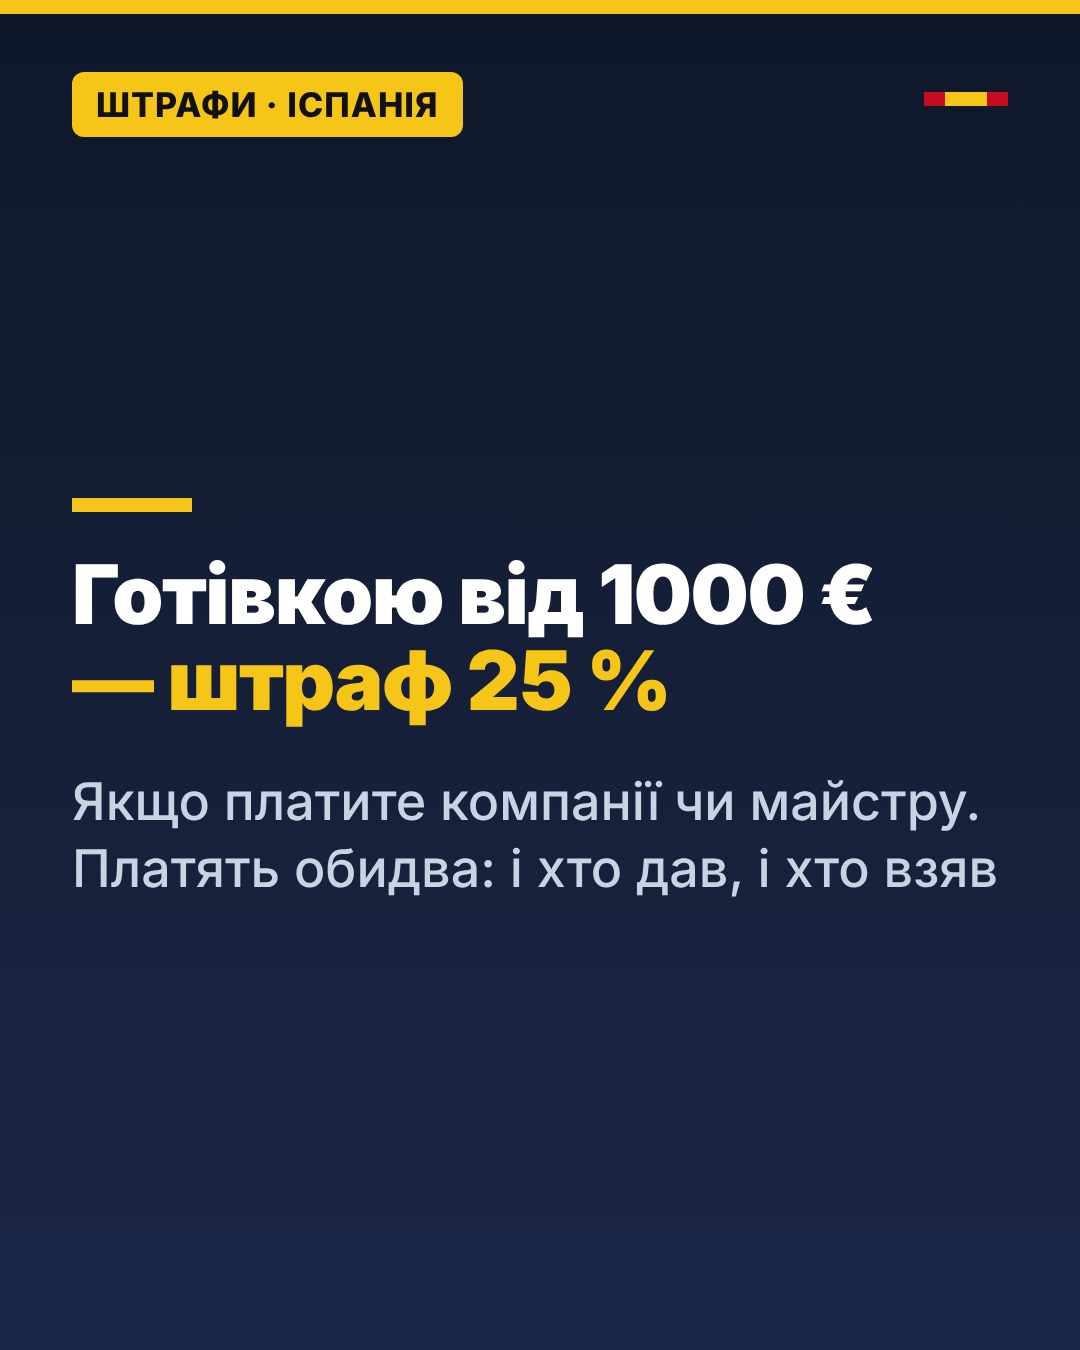 ШТРАФИ · ІСПАНІЯ
Готівкою від 1000 €
— штраф 25 %
Якщо платите компанії чи майстру.
Платять обидва: і хто дав, і хто взяв